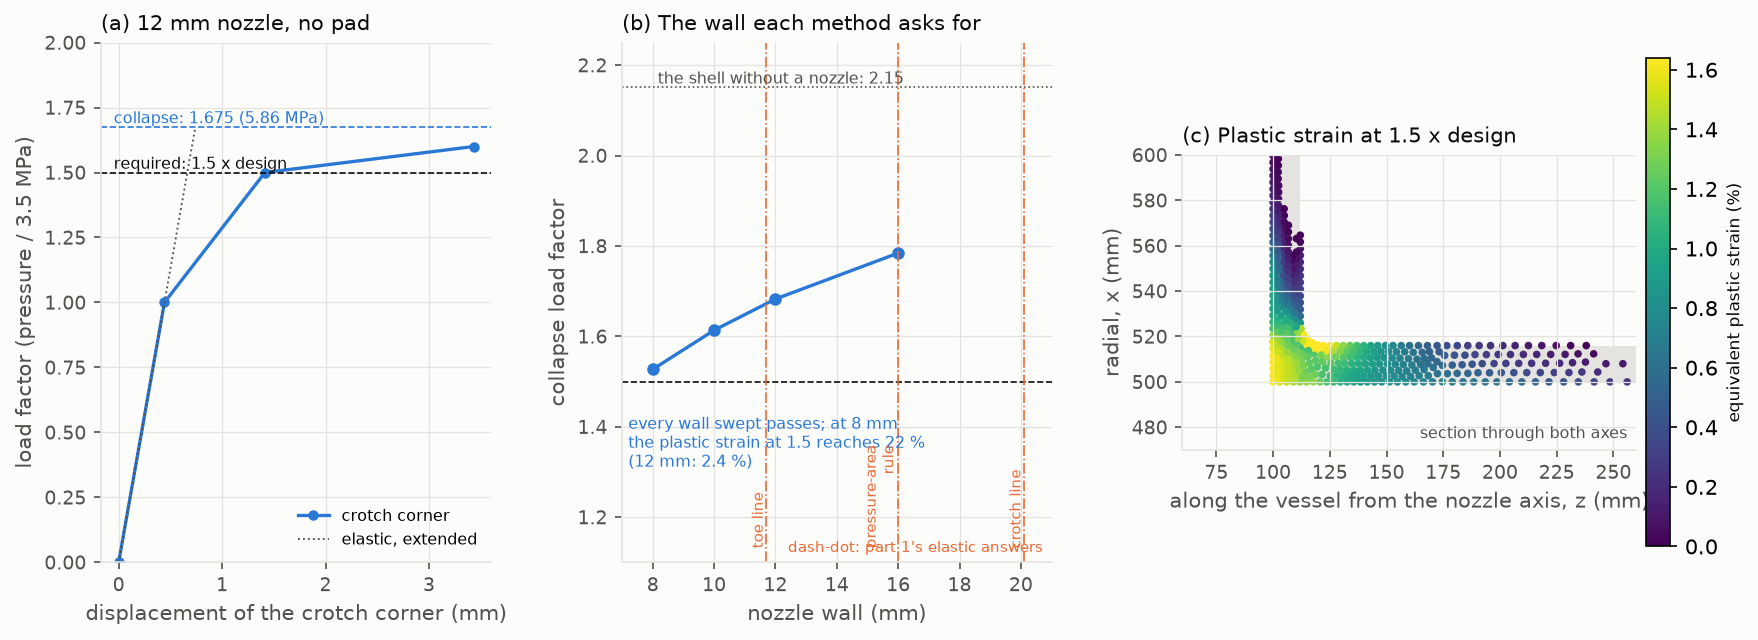 (a) 12 mm nozzle, no pad
load factor (pressure / 3.5 MPa)
2.00
1.75
1.50
1.25
1.00
0.75
0.50
0.25
0.00
collapse: 1.675 (5.86 MPa)
required: 1.5 x design
crotch corner
elastic, extended
0 1 2 3
displacement of the crotch corner (mm)
(b) The wall each method asks for
collapse load factor
2.2
2.0
1.8
1.6
1.4
1.2
the shell without a nozzle: 2.15
every wall swept passes; at 8 mm
the plastic strain at 1.5 reaches 22 %
(12 mm: 2.4 %)
toe line
pressure-area
rule
crotch line
dash-dot: part 1's elastic answers
8 10 12 14 16 18 20
nozzle wall (mm)
(c) Plastic strain at 1.5 x design
radial, x (mm)
600
580
560
540
520
500
480
section through both axes
75 100 125 150 175 200 225 250
along the vessel from the nozzle axis, z (mm)
1.6
1.4
1.2
1.0
0.8
0.6
0.4
0.2
0.0
equivalent plastic strain (%)